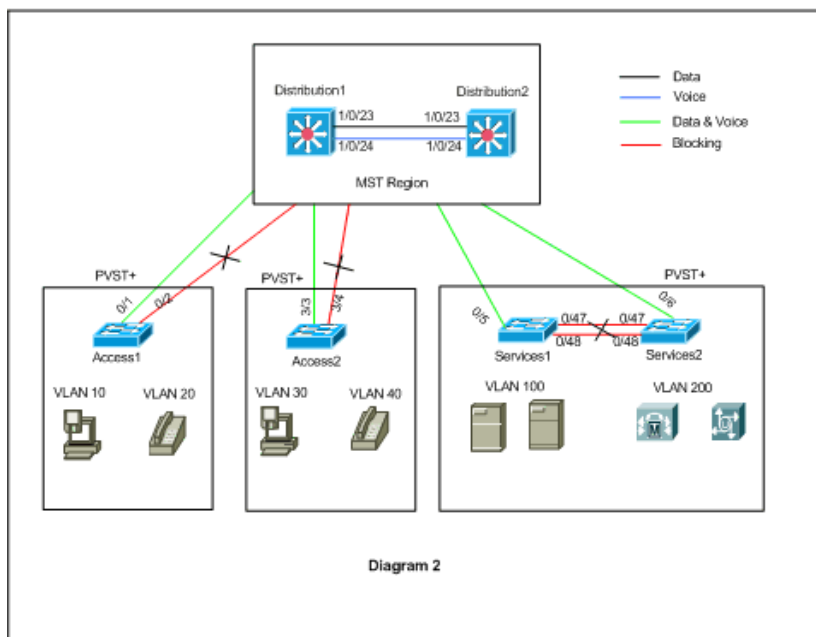 Distribution1
Distribution2
1/0/23
1/0/23
1/0/24
1/0/24
MST Region
Data
Voice
Data & Voice
Blocking
PVST+
PVST+
PVST+
0/1
0/2
3/3
3/4
0/5
0/6
0/47
0/47
0/48
0/48
Access1
Access2
Services1
Services2
VLAN 10
VLAN 20
VLAN 30
VLAN 40
VLAN 100
VLAN 200
M
Diagram 2